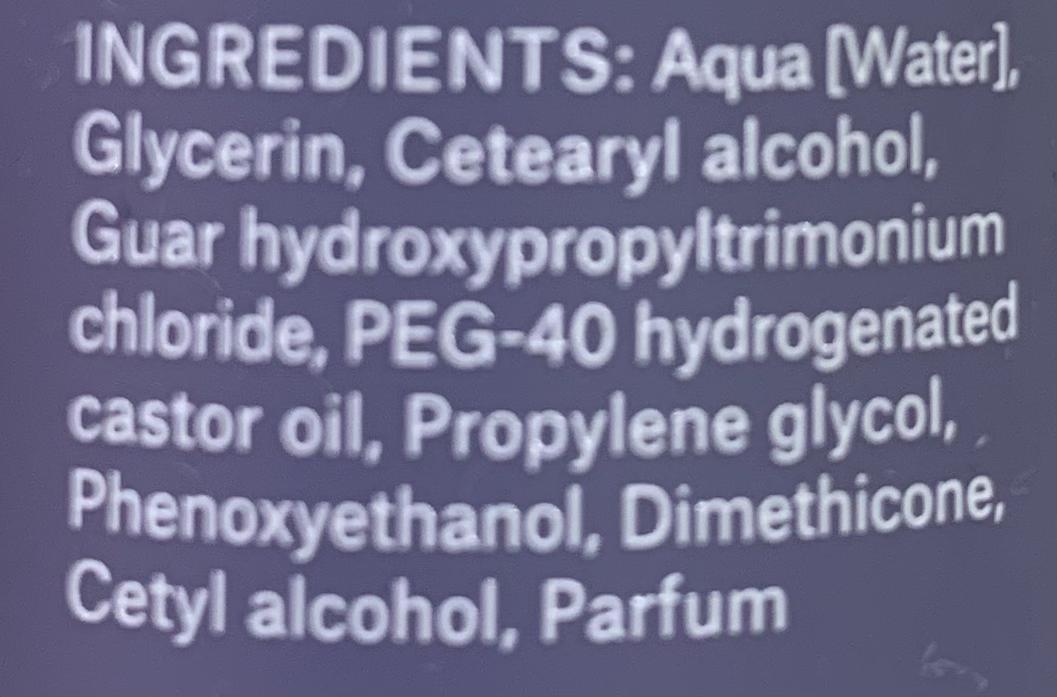 INGREDIENTS: Aqua [Water],
Glycerin, Cetearyl alcohol,
Guar hydroxypropyltrimonium
chloride, PEG-40 hydrogenated
castor oil, Propylene glycol,
Phenoxyethanol, Dimethicone,
Cetyl alcohol, Parfum